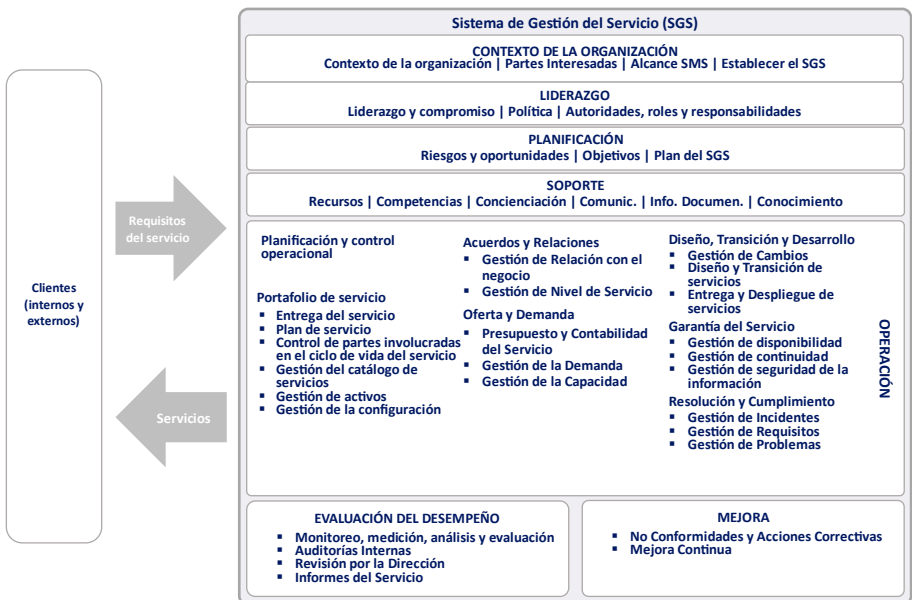 Sistema de Gestión del Servicio (SGS)
CONTEXTO DE LA ORGANIZACIÓN
Contexto de la organización | Partes Interesadas | Alcance SMS | Establecer el SGS
LIDERAZGO
Liderazgo y compromiso | Política | Autoridades, roles y responsabilidades
PLANIFICACIÓN
Riesgos y oportunidades | Objetivos | Plan del SGS
SOPORTE
Recursos | Competencias | Concienciación | Comunic. | Info. Documen. | Conocimiento
Clientes
(internos y
externos)
Requisitos
del servicio
Servicios
Planificación y control
operacional
Portafolio de servicio
▪ Entrega del servicio
▪ Plan de servicio
▪ Control de partes involucradas
en el ciclo de vida del servicio
▪ Gestión del catálogo de
servicios
▪ Gestión de activos
▪ Gestión de la configuración
Acuerdos y Relaciones
▪ Gestión de Relación con el
negocio
▪ Gestión de Nivel de Servicio
Oferta y Demanda
▪ Presupuesto y Contabilidad
del Servicio
▪ Gestión de la Demanda
▪ Gestión de la Capacidad
Diseño, Transición y Desarrollo
▪ Gestión de Cambios
▪ Diseño y Transición de
servicios
▪ Entrega y Despliegue de
servicios
Garantía del Servicio
▪ Gestión de disponibilidad
▪ Gestión de continuidad
▪ Gestión de seguridad de la
información
Resolución y Cumplimiento
▪ Gestión de Incidentes
▪ Gestión de Requisitos
▪ Gestión de Problemas
OPERACIÓN
EVALUACIÓN DEL DESEMPEÑO
▪ Monitoreo, medición, análisis y evaluación
▪ Auditorías Internas
▪ Revisión por la Dirección
▪ Informes del Servicio
MEJORA
▪ No Conformidades y Acciones Correctivas
▪ Mejora Continua